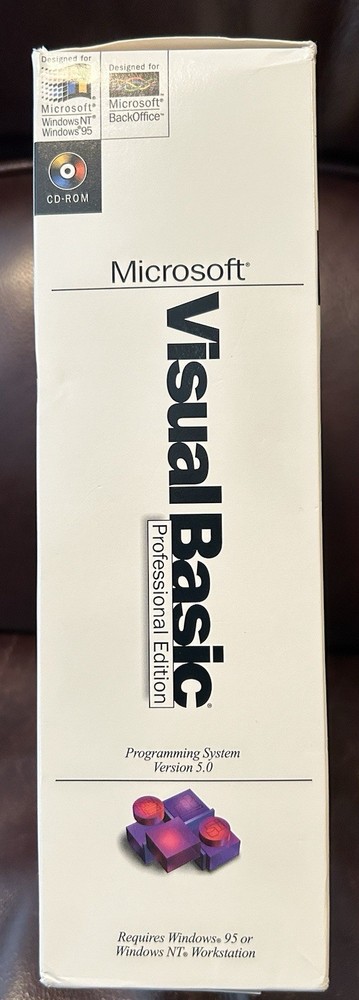 Designed for
Microsoft®
Windows NT®
Windows®95
Designed for
Microsoft®
BackOffice™
CD-ROM
Microsoft®
Visual Basic®
Professional Edition
Programming System
Version 5.0
Requires Windows® 95 or
Windows NT® Workstation